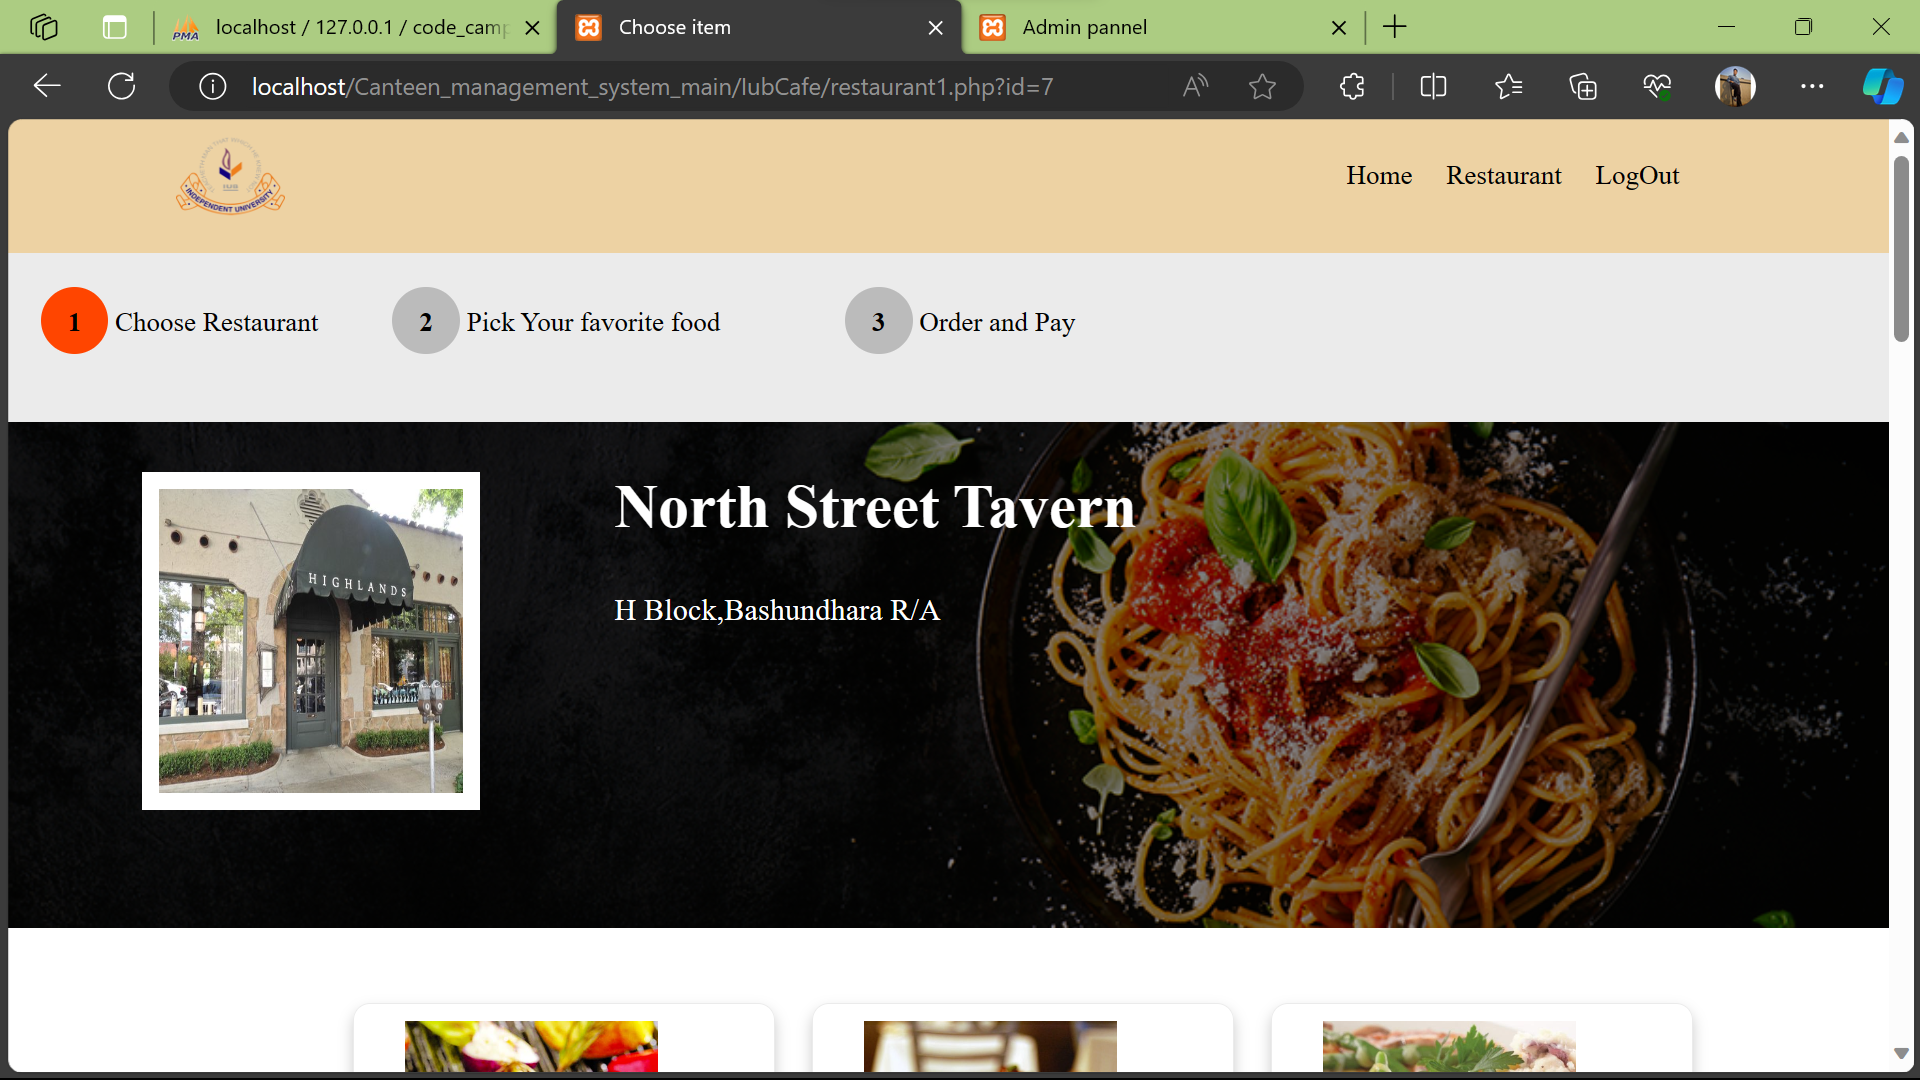 localhost / 127.0.0.1 / code_camp
Choose item
Admin pannel
localhost/Canteen_management_system_main/IubCafe/restaurant1.php?id=7
INDEPENDENT UNIVERSITY
Home Restaurant LogOut
1 Choose Restaurant
2 Pick Your favorite food
3 Order and Pay
HIGHLANDS
North Street Tavern
H Block,Bashundhara R/A